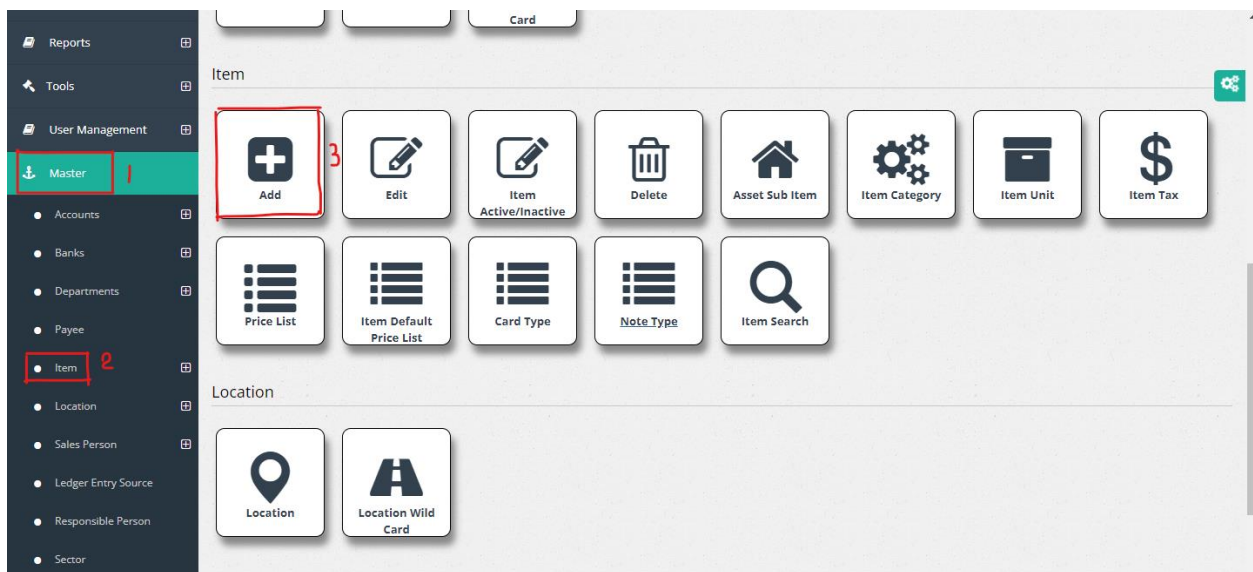 Card
Reports
Tools
User Management
Master
1
Accounts
Banks
Departments
Payee
Item
2
Location
Sales Person
Ledger Entry Source
Responsible Person
Sector
Item
Add
3
Edit
Item
Active/Inactive
Delete
Asset Sub Item
Item Category
Item Unit
Item Tax
Price List
Item Default
Price List
Card Type
Note Type
Item Search
Location
Location
Location Wild
Card